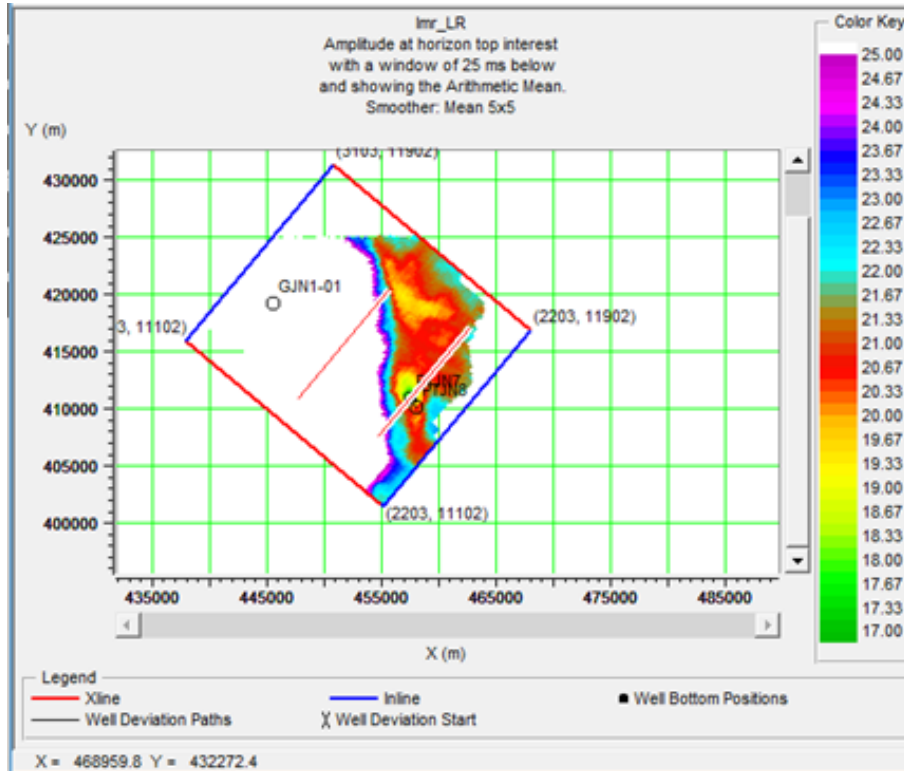 lmr_LR
Amplitude at horizon top interest
with a window of 25 ms below
and showing the Arithmetic Mean.
Smoother: Mean 5x5
Color Key
Y (m)
(3103, 11902)
430000
425000
420000
415000
410000
405000
400000
GJN1-01
(2203, 11902)
3, 11102)
(2203, 11102)
435000 445000 455000 465000 475000 485000
X (m)
25.00
24.67
24.33
24.00
23.67
23.33
23.00
22.67
22.33
22.00
21.67
21.33
21.00
20.67
20.33
20.00
19.67
19.33
19.00
18.67
18.33
18.00
17.67
17.33
17.00
Legend
Xline Inline Well Bottom Positions
Well Deviation Paths Well Deviation Start
X = 468959.8 Y = 432272.4